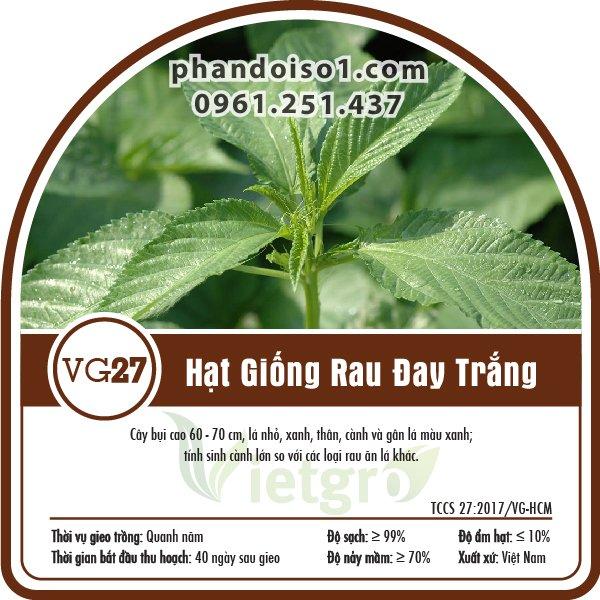 phandoiso1.com
0961.251.437
VG27
Hạt Giống Rau Đay Trắng
Cây bụi cao 60 - 70 cm, lá nhỏ, xanh, thân, cành và gân lá màu xanh;
tính sinh cành lớn so với các loại rau ăn lá khác.
Vietgro
TCCS 27:2017/VG-HCM
Thời vụ gieo trồng: Quanh năm Độ sạch: ≥ 99% Độ ẩm hạt: ≤ 10%
Thời gian bắt đầu thu hoạch: 40 ngày sau gieo Độ nảy mầm: ≥ 70% Xuất xứ: Việt Nam